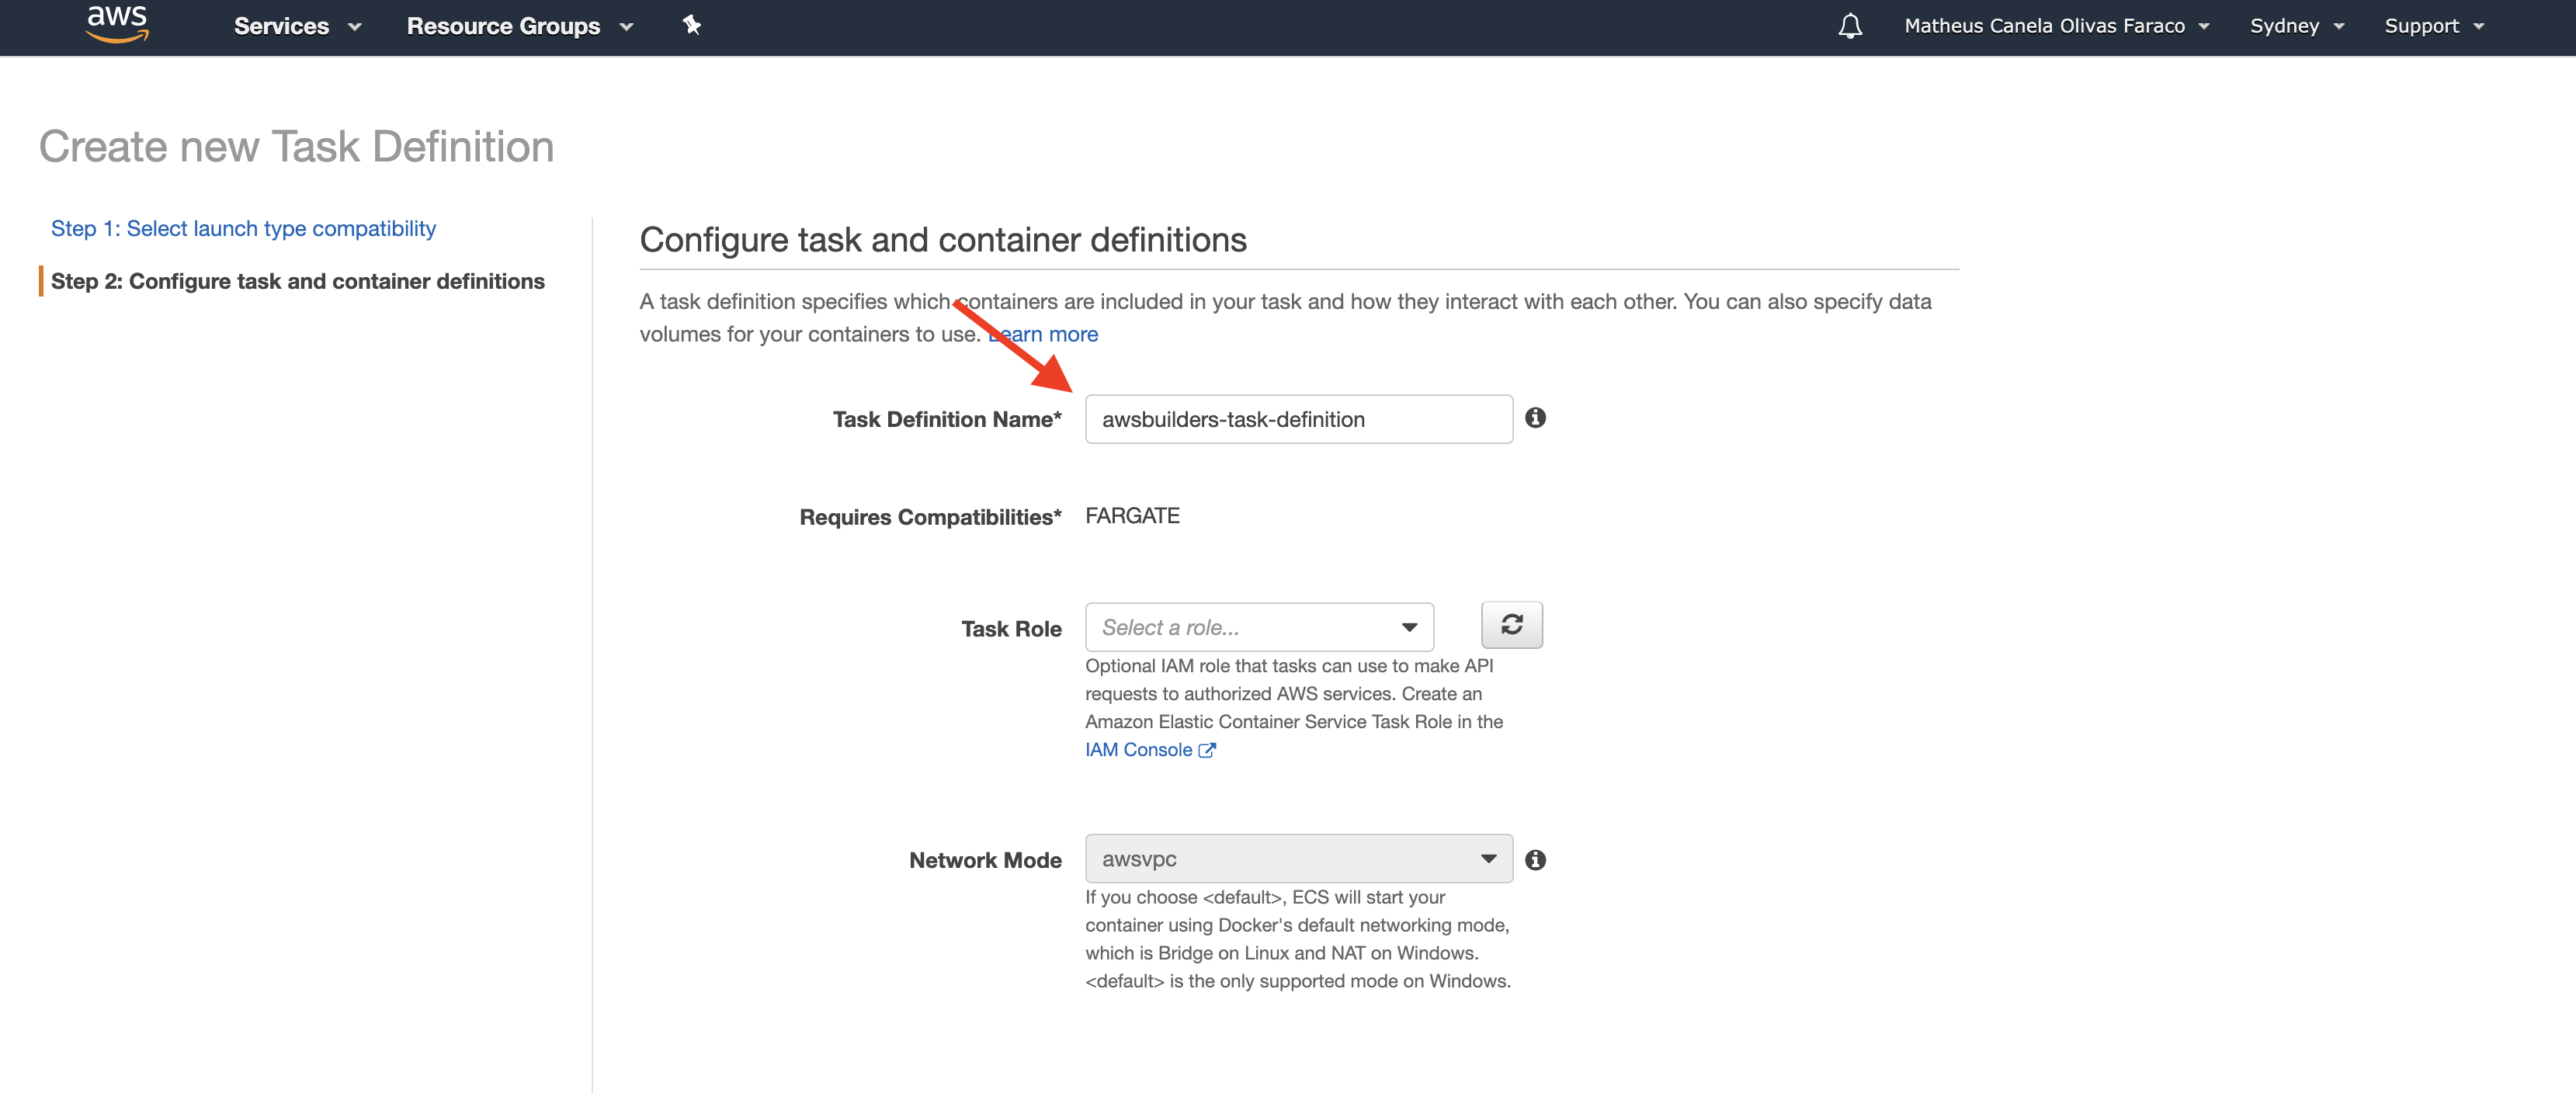 aws Services Resource Groups Matheus Canela Olivas Faraco Sydney Support
Create new Task Definition
Step 1: Select launch type compatibility
Step 2: Configure task and container definitions
Configure task and container definitions
A task definition specifies which containers are included in your task and how they interact with each other. You can also specify data
volumes for your containers to use. Learn more
Task Definition Name* awsbuilders-task-definition
Requires Compatibilities* FARGATE
Task Role Select a role...
Optional IAM role that tasks can use to make API
requests to authorized AWS services. Create an
Amazon Elastic Container Service Task Role in the
IAM Console
Network Mode awsvpc
If you choose <default>, ECS will start your
container using Docker's default networking mode,
which is Bridge on Linux and NAT on Windows.
<default> is the only supported mode on Windows.